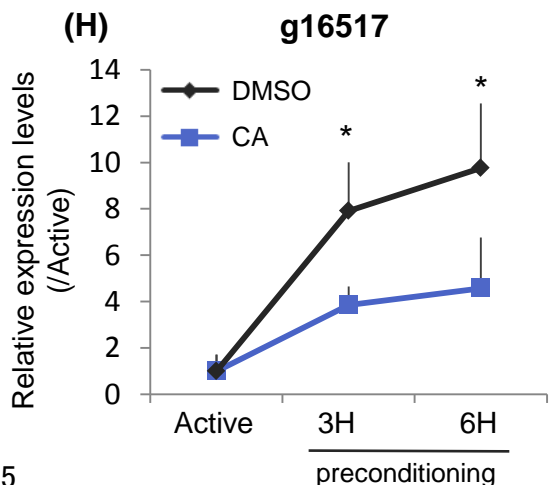 (H) g16517
Relative expression levels
(/Active)
14
12
10
8
6
4
2
0
DMSO
CA
*
*
Active 3H 6H
preconditioning
5